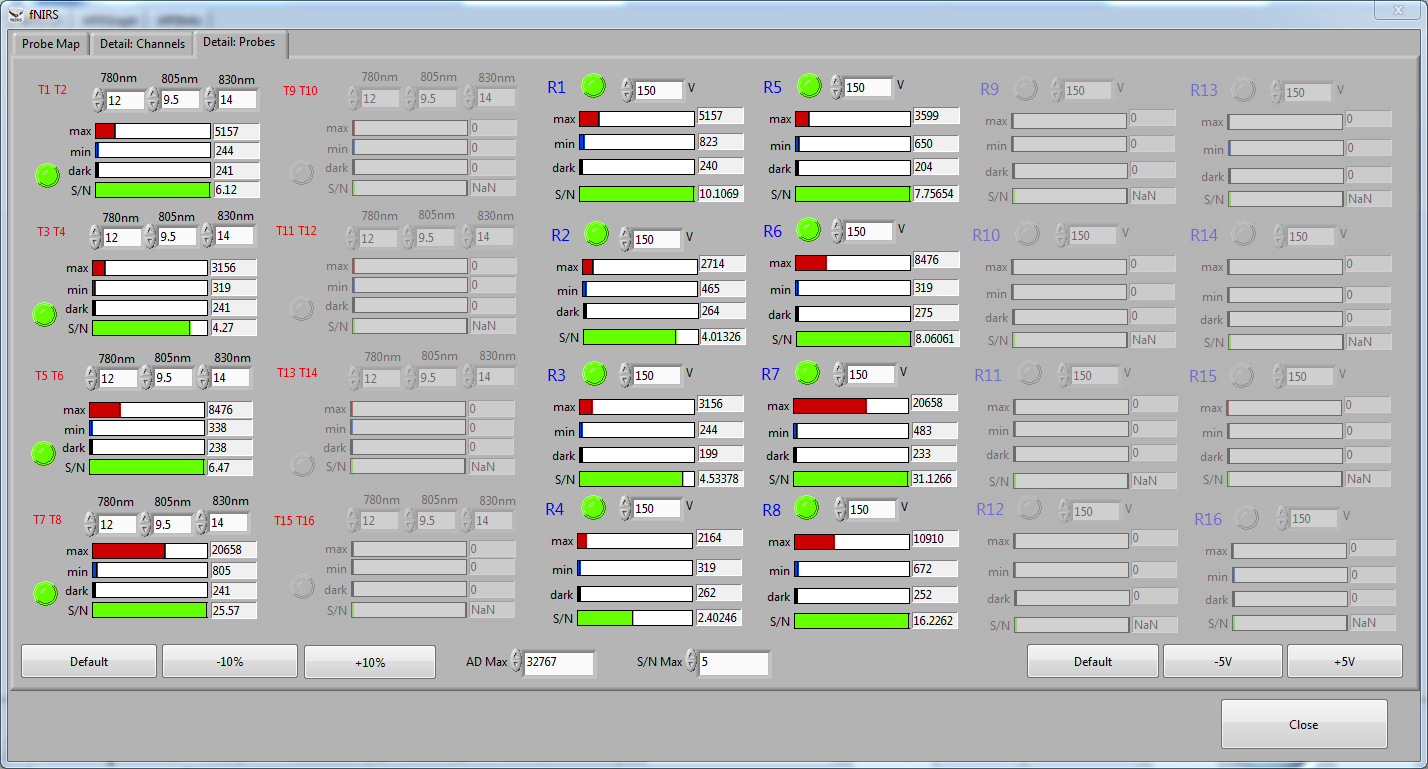 fNIRS
Probe Map Detail: Channels Detail: Probes
T1 T2
780nm 805nm 830nm
12 9.5 14
max 5157
min 244
dark 241
S/N 6.12
T3 T4
780nm 805nm 830nm
12 9.5 14
max 3156
min 319
dark 241
S/N 4.27
T5 T6
780nm 805nm 830nm
12 9.5 14
max 8476
min 338
dark 238
S/N 6.47
T7 T8
780nm 805nm 830nm
12 9.5 14
max 20658
min 805
dark 241
S/N 25.57
T9 T10
780nm 805nm 830nm
12 9.5 14
max 0
min 0
dark 0
S/N NaN
T11 T12
780nm 805nm 830nm
12 9.5 14
max 0
min 0
dark 0
S/N NaN
T13 T14
780nm 805nm 830nm
12 9.5 14
max 0
min 0
dark 0
S/N NaN
T15 T16
780nm 805nm 830nm
12 9.5 14
max 0
min 0
dark 0
S/N NaN
R1 150 V
max 5157
min 823
dark 240
S/N 10.1069
R2 150 V
max 2714
min 465
dark 264
S/N 4.01326
R3 150 V
max 3156
min 244
dark 199
S/N 4.53378
R4 150 V
max 2164
min 319
dark 262
S/N 2.40246
R5 150 V
max 3599
min 650
dark 204
S/N 7.75654
R6 150 V
max 8476
min 319
dark 275
S/N 8.06061
R7 150 V
max 20658
min 483
dark 233
S/N 31.1266
R8 150 V
max 10910
min 672
dark 252
S/N 16.2262
R9 150 V
max 0
min 0
dark 0
S/N NaN
R10 150 V
max 0
min 0
dark 0
S/N NaN
R11 150 V
max 0
min 0
dark 0
S/N NaN
R12 150 V
max 0
min 0
dark 0
S/N NaN
R13 150 V
max 0
min 0
dark 0
S/N NaN
R14 150 V
max 0
min 0
dark 0
S/N NaN
R15 150 V
max 0
min 0
dark 0
S/N NaN
R16 150 V
max 0
min 0
dark 0
S/N NaN
Default -10% +10% AD Max 32767 S/N Max 5 Default -5V +5V
Close